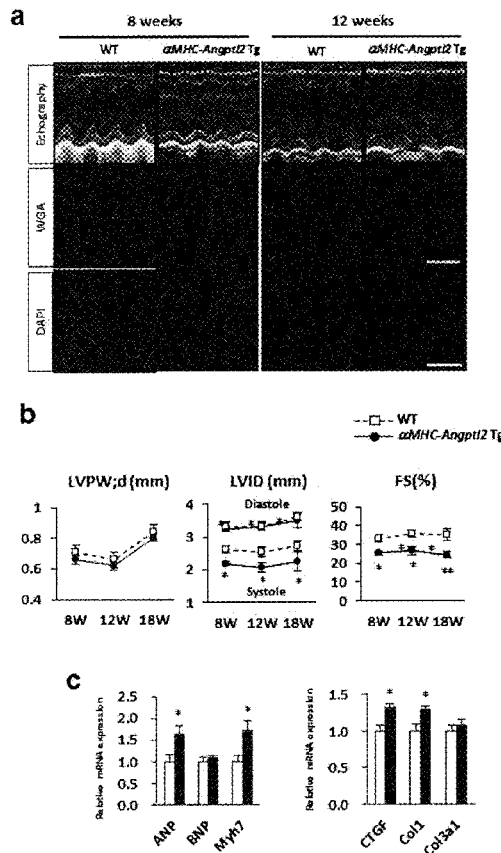 a
8 weeks 12 weeks
WT αMHC-Angptl2 Tg WT αMHC-Angptl2 Tg
Echography
WGA
DAPI
b
WT
αMHC-Angptl2 Tg
LVPW;d (mm) LVID (mm) FS(%)
1
0.8
0.6
0.4
8W 12W 18W
4
3
2
1
Diastole
Systole
* * *
8W 12W 18W
50
40
30
20
10
0
* * **
8W 12W 18W
c
Relative mRNA expression
2.5
2.0
1.5
1.0
0.5
0.0
* *
ANP BNP Myh7
Relative mRNA expression
1.5
1.0
0.5
0.0
* *
CTGF Col1 Col3a1